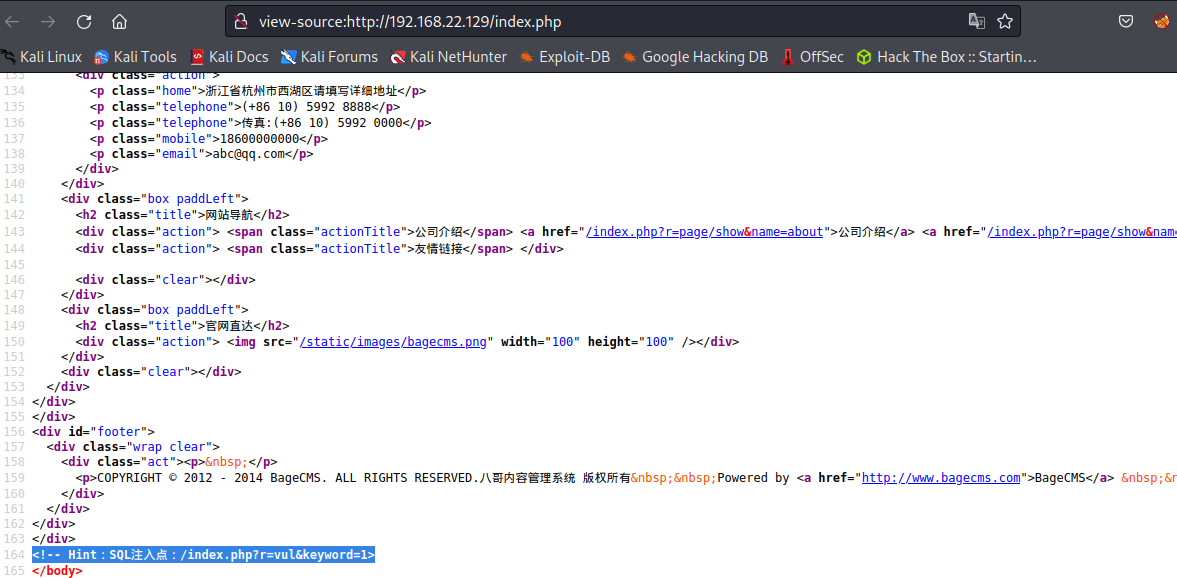 view-source:http://192.168.22.129/index.php
Kali Linux Kali Tools Kali Docs Kali Forums Kali NetHunter Exploit-DB Google Hacking DB OffSec Hack The Box :: Startin…
133 <div class="action">
134 <p class="home">浙江省杭州市西湖区请填写详细地址</p>
135 <p class="telephone">(+86 10) 5992 8888</p>
136 <p class="telephone">传真:(+86 10) 5992 0000</p>
138 <p class="mobile">18600000000</p>
138 <p class="email">abc@qq.com</p>
139 </div>
140 </div>
141 <div class="box paddLeft">
142 <h2 class="title">网站导航</h2>
143 <div class="action"> <span class="actionTitle">公司介绍</span> <a href="/index.php?r=page/show&name=about">公司介绍</a> <a href="/index.php?r=page/show&nam
144 <div class="action"> <span class="actionTitle">友情链接</span> </div>
145
146 <div class="clear"></div>
147 </div>
148 <div class="box paddLeft">
149 <h2 class="title">官网直达</h2>
150 <div class="action"> <img src="/static/images/bagecms.png" width="100" height="100" /></div>
151 </div>
152 <div class="clear"></div>
153 </div>
154 </div>
155 </div>
156 <div id="footer">
157 <div class="wrap clear">
158 <div class="act"><p>&nbsp;</p>
159 <p>COPYRIGHT © 2012 - 2014 BageCMS. ALL RIGHTS RESERVED.八哥内容管理系统 版权所有&nbsp;&nbsp;Powered by <a href="http://www.bagecms.com">BageCMS</a> &nbsp;&n
160 </div>
161 </div>
162 </div>
163 </div>
164 <!-- Hint：SQL注入点：/index.php?r=vul&keyword=1>
165 </body>